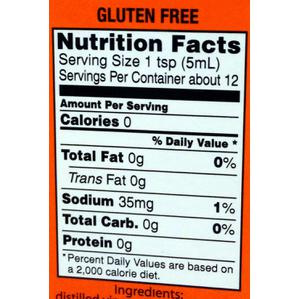 GLUTEN FREE
Nutrition Facts
Serving Size 1 tsp (5mL)
Servings Per Container about 12
Amount Per Serving
Calories 0
% Daily Value *
Total Fat 0g 0%
Trans Fat 0g
Sodium 35mg 1%
Total Carb. 0g 0%
Protein 0g
*Percent Daily Values are based on
a 2,000 calorie diet.
Ingredients: